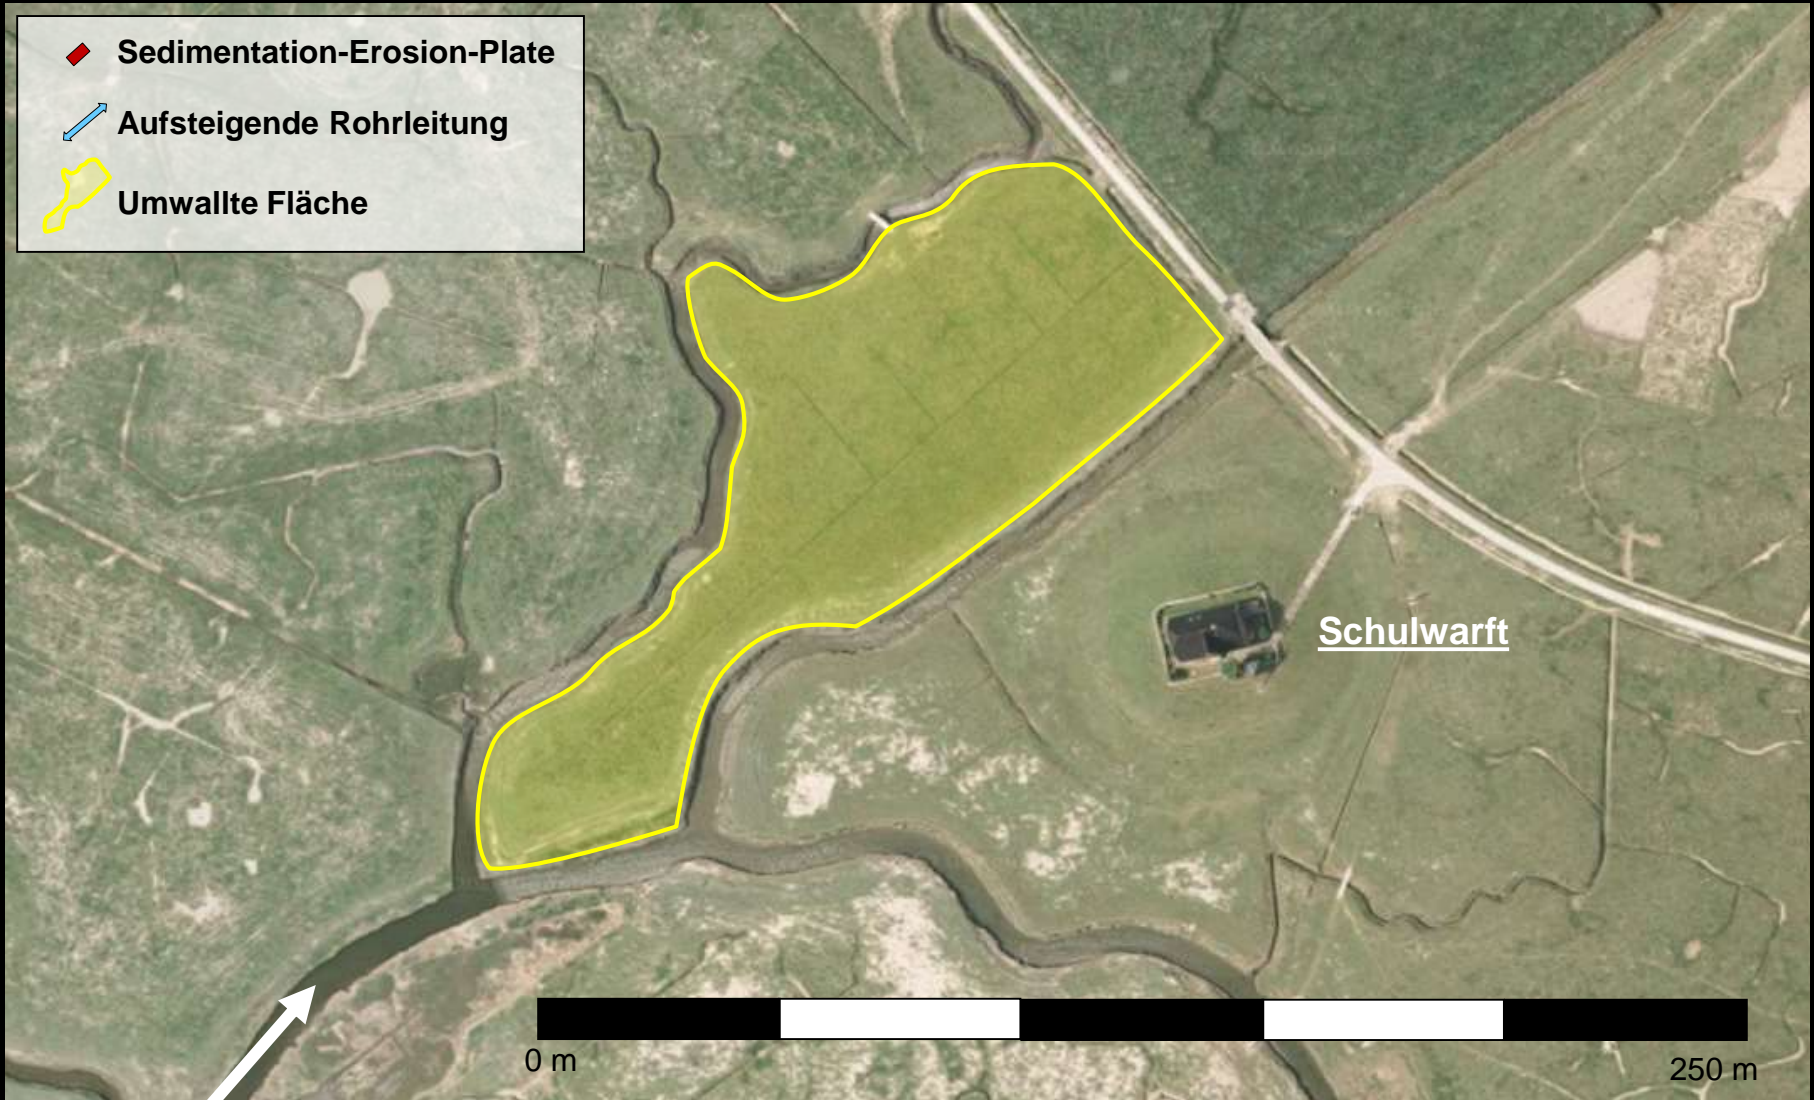 Sedimentation-Erosion-Plate
Aufsteigende Rohrleitung
Umwallte Fläche
Schulwarft
0 m
250 m